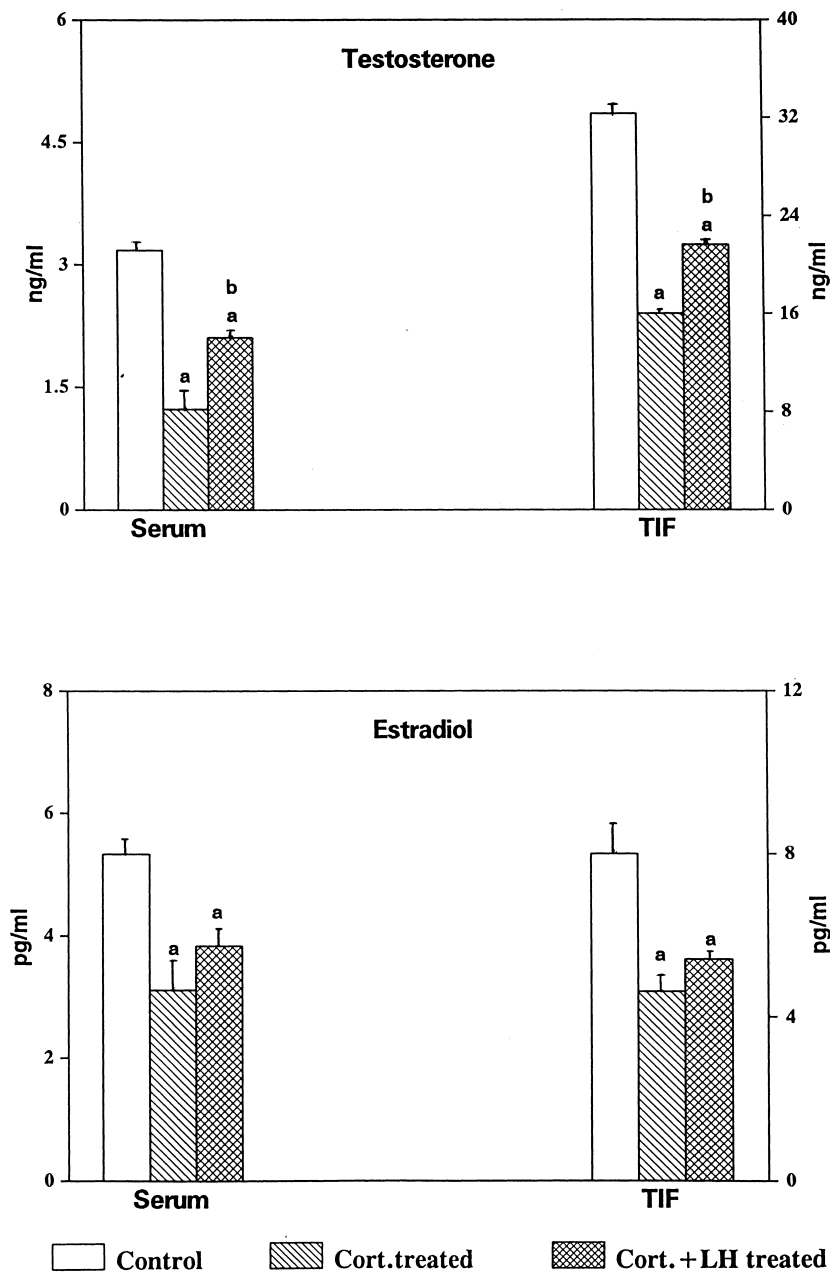 Testosterone
6
4.5
3
1.5
0
ng/ml
40
32
24
16
8
0
ng/ml
a
b
a
a
b
a
Serum
TIF
Estradiol
8
6
4
2
0
pg/ml
12
8
4
0
pg/ml
a
a
a
a
Serum
TIF
Control
Cort.treated
Cort.+LH treated